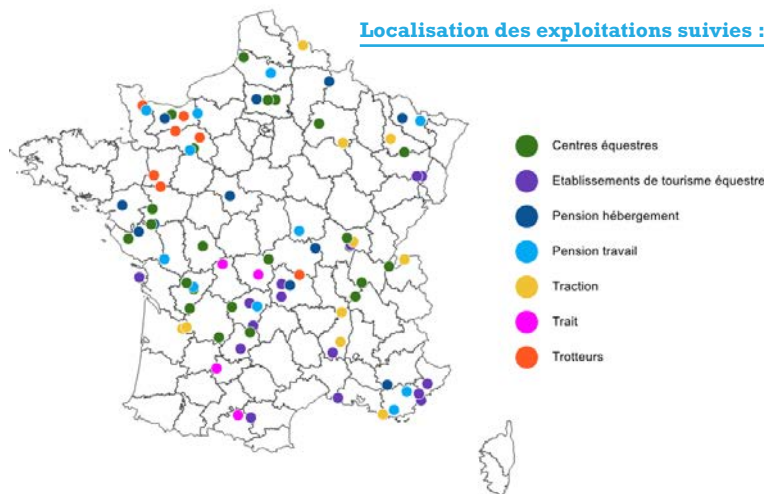 Localisation des exploitations suivies :
Centres équestres
Etablissements de tourisme équestre
Pension hébergement
Pension travail
Traction
Trait
Trotteurs